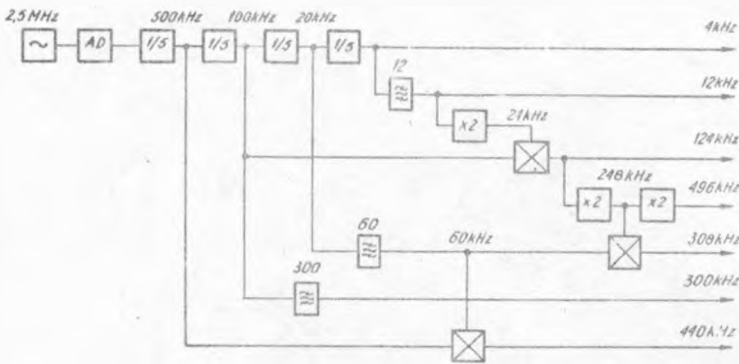 2,5MHz 500kHz 100kHz 20kHz 4kHz
~ AD 1/5 1/5 1/5 1/5
12 12kHz
x2 24kHz
124kHz
x2 248kHz x2 496kHz
60 60kHz 308kHz
300 300kHz
440kHz